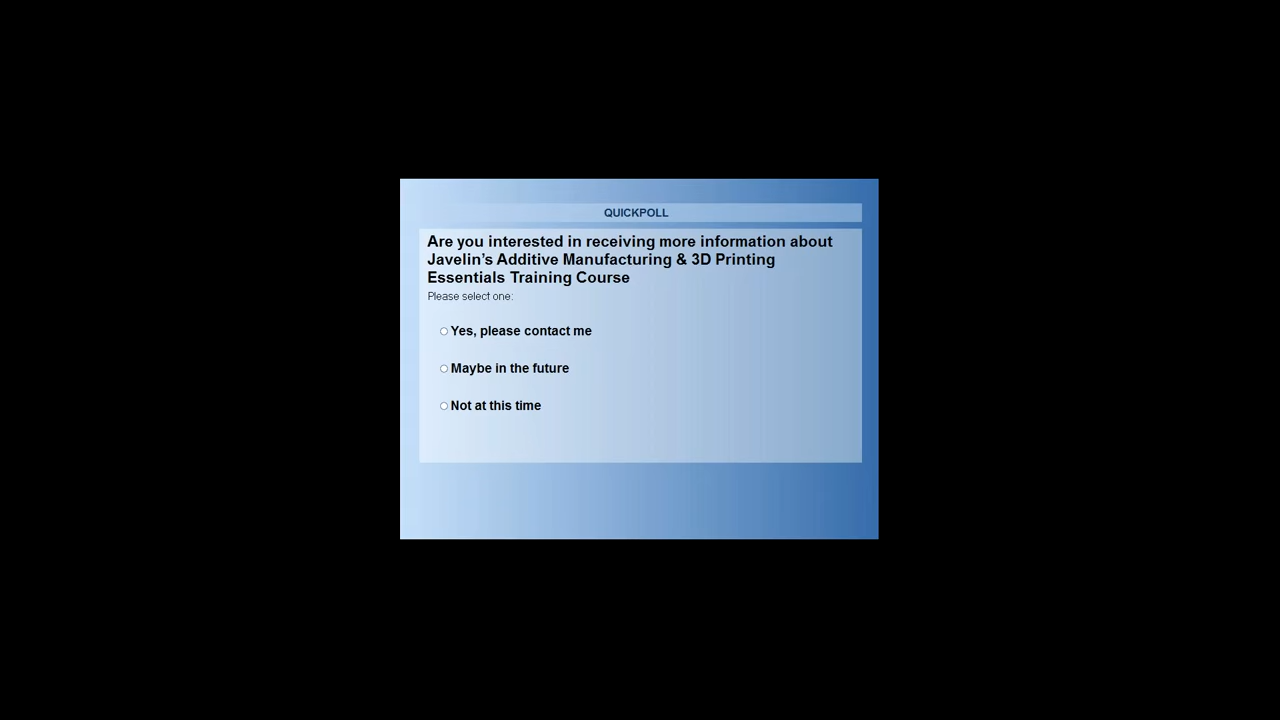 QUICKPOLL
Are you interested in receiving more information about
Javelin’s Additive Manufacturing & 3D Printing
Essentials Training Course
Please select one:
Yes, please contact me
Maybe in the future
Not at this time